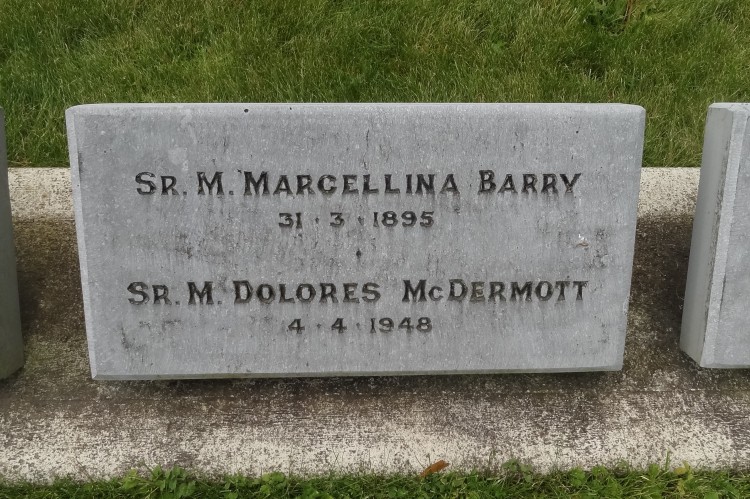 Sr. M. Marcellina Barry
31 · 3 · 1895
Sr. M. Dolores McDermott
4 · 4 · 1948